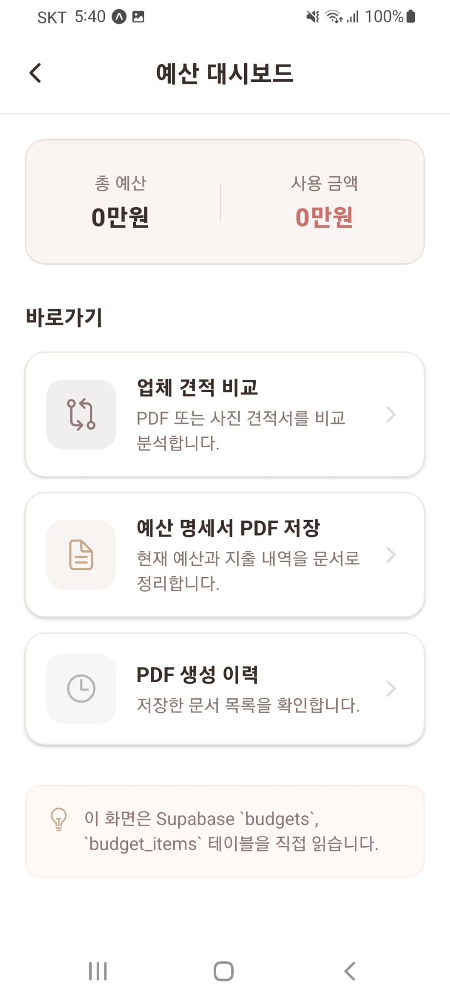 SKT 5:40 100%
예산 대시보드
총 예산 사용 금액
0만원 0만원
바로가기
업체 견적 비교
PDF 또는 사진 견적서를 비교
분석합니다.
예산 명세서 PDF 저장
현재 예산과 지출 내역을 문서로
정리합니다.
PDF 생성 이력
저장한 문서 목록을 확인합니다.
이 화면은 Supabase `budgets`,
`budget_items` 테이블을 직접 읽습니다.